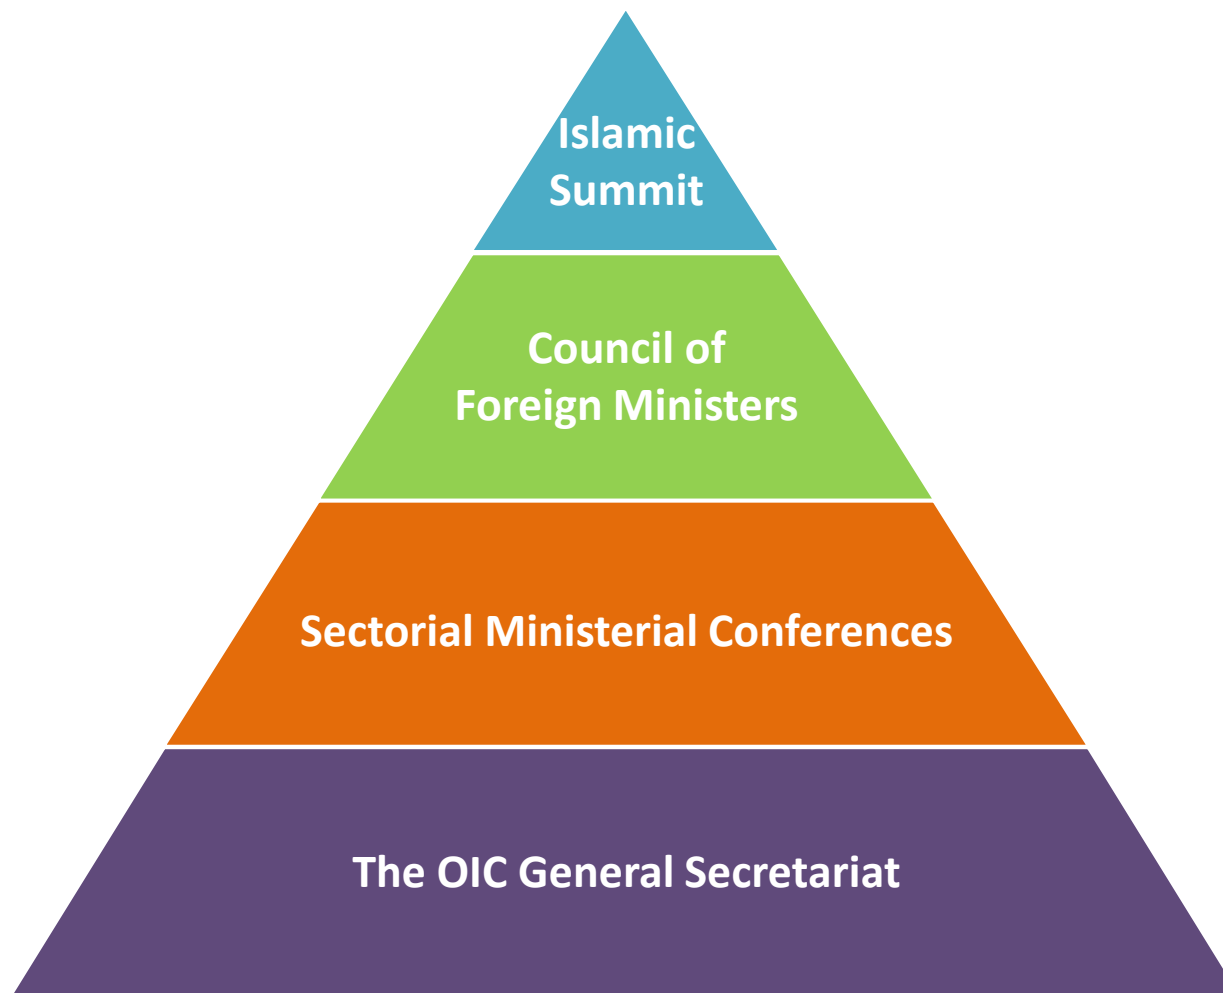 Islamic
Summit
Council of
Foreign Ministers
Sectorial Ministerial Conferences
The OIC General Secretariat